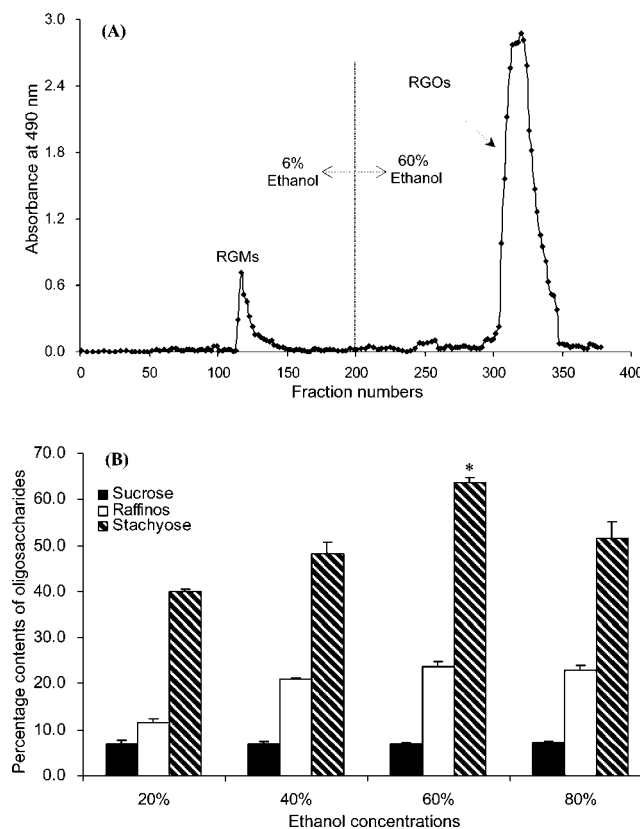 (A)
Absorbance at 490 nm
3.0
2.4
1.8
1.2
0.6
0.0
RGOs
6% Ethanol
60% Ethanol
RGMs
0 50 100 150 200 250 300 350 400
Fraction numbers
(B)
Percentage contents of oligosaccharides
70.0
60.0
50.0
40.0
30.0
20.0
10.0
0.0
Sucrose
Raffinos
Stachyose
*
20% 40% 60% 80%
Ethanol concentrations